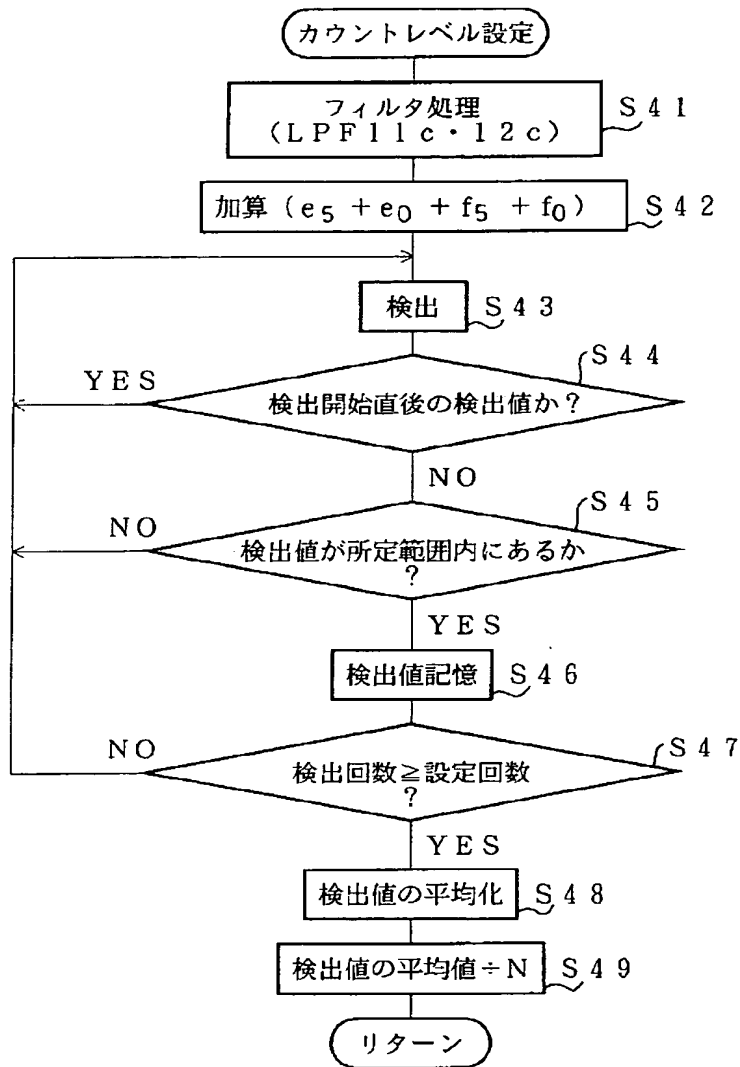 カウントレベル設定
フィルタ処理
(LPF11c・12c)
S41
加算(e5+e0+f5+f0)
S42
検出
S43
S44
YES
検出開始直後の検出値か?
NO
S45
NO
検出値が所定範囲内にあるか
?
YES
検出値記憶
S46
S47
NO
検出回数≧設定回数
?
YES
検出値の平均化
S48
検出値の平均値÷N
S49
リターン